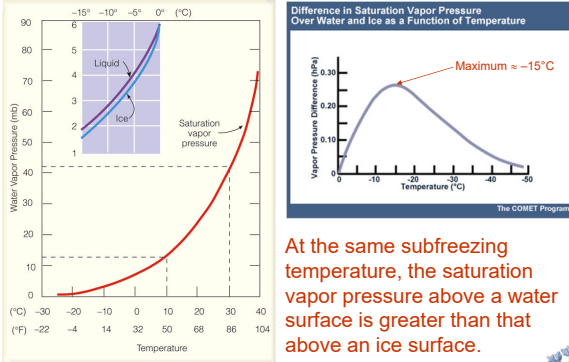 −15° −10° −5° 0° (°C)
6
5
4
3
2
1
Liquid
Ice
90
80
70
60
50
40
30
20
10
0
Water Vapor Pressure (mb)
Saturation
vapor
pressure
(°C) −30 −20 −10 0 10 20 30 40
(°F) −22 −4 14 32 50 68 86 104
Temperature
Difference in Saturation Vapor Pressure
Over Water and Ice as a Function of Temperature
Maximum ≈ –15°C
0.30
0.20
0.10
Vapor Pressure Difference (hPa)
0 -10 -20 -30 -40 -50
Temperature (°C)
The COMET Program
At the same subfreezing
temperature, the saturation
vapor pressure above a water
surface is greater than that
above an ice surface.